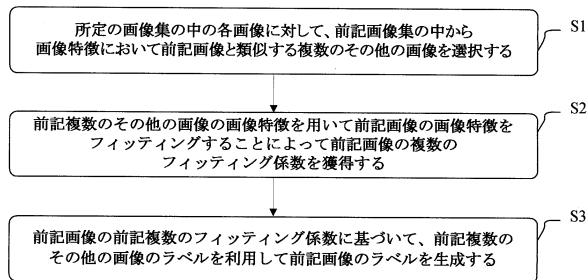 所定の画像集の中の各画像に対して、前記画像集の中から
画像特徴において前記画像と類似する複数のその他の画像を選択する
S1
前記複数のその他の画像の画像特徴を用いて前記画像の画像特徴を
フィッティングすることによって前記画像の複数の
フィッティング係数を獲得する
S2
前記画像の前記複数のフィッティング係数に基づいて、前記複数の
その他の画像のラベルを利用して前記画像のラベルを生成する
S3